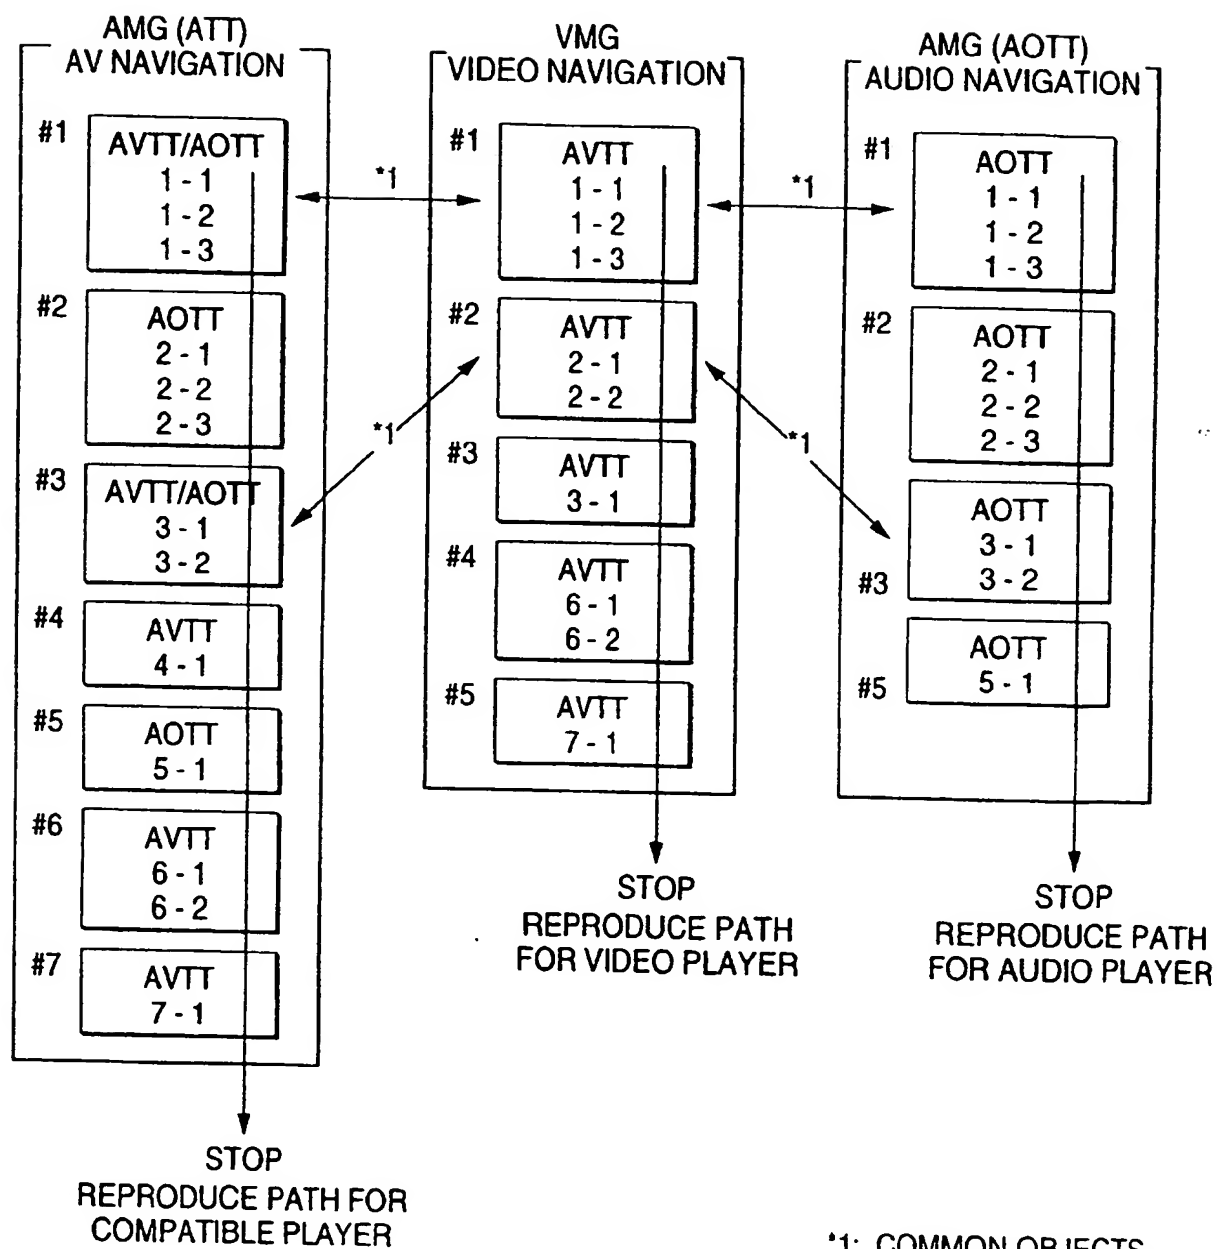 AMG (ATT)
AV NAVIGATION
#1
AVTT/AOTT
1 - 1
1 - 2
1 - 3
#2
AOTT
2 - 1
2 - 2
2 - 3
#3
AVTT/AOTT
3 - 1
3 - 2
#4
AVTT
4 - 1
#5
AOTT
5 - 1
#6
AVTT
6 - 1
6 - 2
#7
AVTT
7 - 1
STOP
REPRODUCE PATH FOR
COMPATIBLE PLAYER
*1
*1
VMG
VIDEO NAVIGATION
#1
AVTT
1 - 1
1 - 2
1 - 3
#2
AVTT
2 - 1
2 - 2
#3
AVTT
3 - 1
#4
AVTT
6 - 1
6 - 2
#5
AVTT
7 - 1
STOP
REPRODUCE PATH
FOR VIDEO PLAYER
*1
*1
AMG (AOTT)
AUDIO NAVIGATION
#1
AOTT
1 - 1
1 - 2
1 - 3
#2
AOTT
2 - 1
2 - 2
2 - 3
#3
AOTT
3 - 1
3 - 2
#5
AOTT
5 - 1
STOP
REPRODUCE PATH
FOR AUDIO PLAYER
*1: COMMON OBJECTS